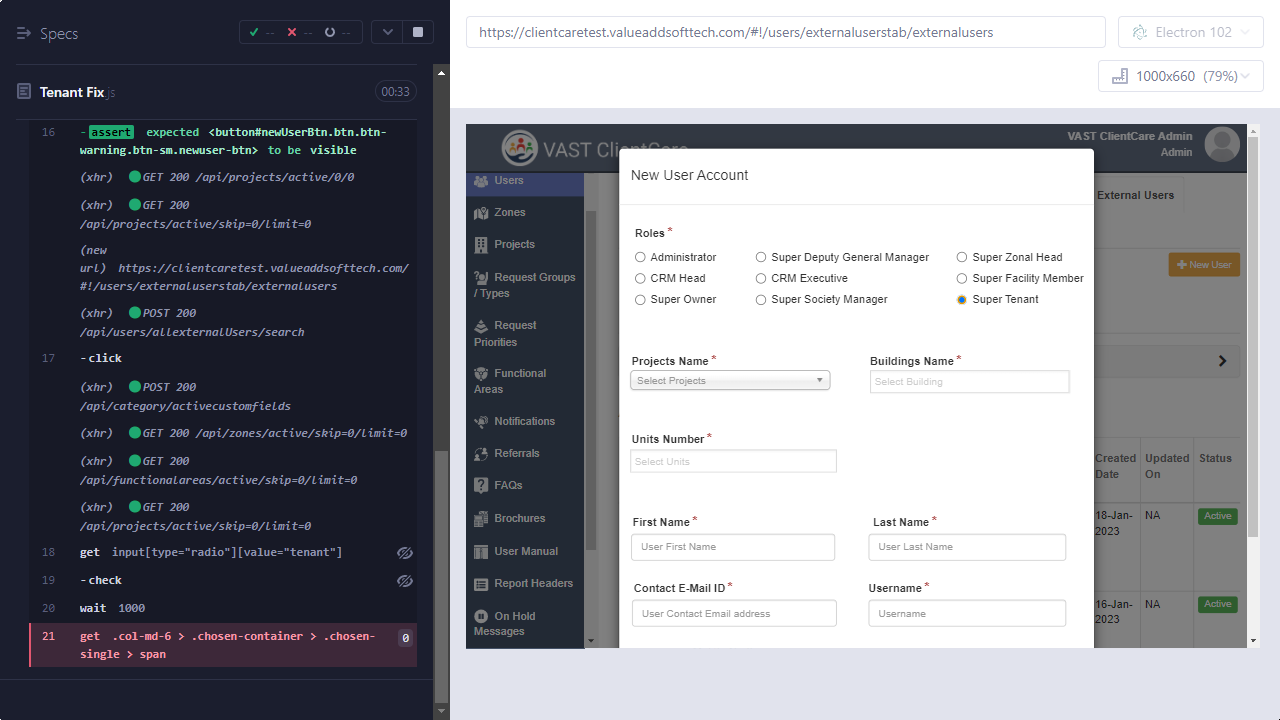 Specs
-- -- --
Tenant Fix.js
00:33
16 -assert expected <button#newUserBtn.btn.btn-
warning.btn-sm.newuser-btn> to be visible
(xhr) GET 200 /api/projects/active/0/0
(xhr) GET 200
/api/projects/active/skip=0/limit=0
(new
url) https://clientcaretest.valueaddsofttech.com/
#!/users/externaluserstab/externalusers
(xhr) POST 200
/api/users/allexternalUsers/search
17 -click
(xhr) POST 200
/api/category/activecustomfields
(xhr) GET 200 /api/zones/active/skip=0/limit=0
(xhr) GET 200
/api/functionalareas/active/skip=0/limit=0
(xhr) GET 200
/api/projects/active/skip=0/limit=0
18 get input[type="radio"][value="tenant"]
19 -check
20 wait 1000
21 get .col-md-6 > .chosen-container > .chosen-
single > span
0
https://clientcaretest.valueaddsofttech.com/#!/users/externaluserstab/externalusers
Electron 102
1000x660 (79%)
VAST ClientCare
VAST ClientCare Admin
Admin
Users
Zones
Projects
Request Groups
/ Types
Request
Priorities
Functional
Areas
Notifications
Referrals
FAQs
Brochures
User Manual
Report Headers
On Hold
Messages
New User Account
Roles *
Administrator Super Deputy General Manager Super Zonal Head
CRM Head CRM Executive Super Facility Member
Super Owner Super Society Manager Super Tenant
Projects Name * Buildings Name *
Select Projects Select Building
Units Number *
Select Units
First Name * Last Name *
User First Name User Last Name
Contact E-Mail ID * Username *
User Contact Email address Username
External Users
New User
Created Updated Status
Date On
18-Jan- NA Active
2023
16-Jan- NA Active
2023